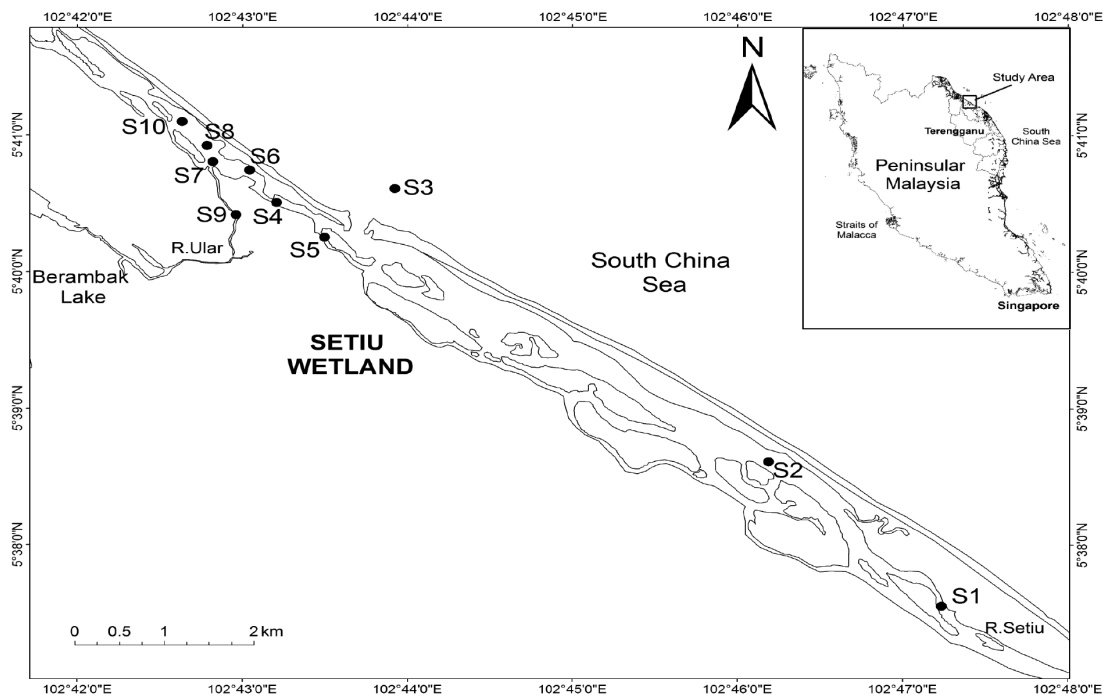 102°42'0"E
102°43'0"E
102°44'0"E
102°45'0"E
102°46'0"E
102°47'0"E
102°48'0"E
5°41'0"N
5°40'0"N
5°39'0"N
5°38'0"N
N
Study Area
Terengganu
South
China Sea
Peninsular
Malaysia
Straits of
Malacca
Singapore
5°41'0"N
5°40'0"N
5°39'0"N
5°38'0"N
S10
S8
S6
S7
S3
S9
S4
S5
R.Ular
Berambak
Lake
South China
Sea
SETIU
WETLAND
S2
S1
R.Setiu
0 0.5 1 2 km
102°42'0"E
102°43'0"E
102°44'0"E
102°45'0"E
102°46'0"E
102°47'0"E
102°48'0"E